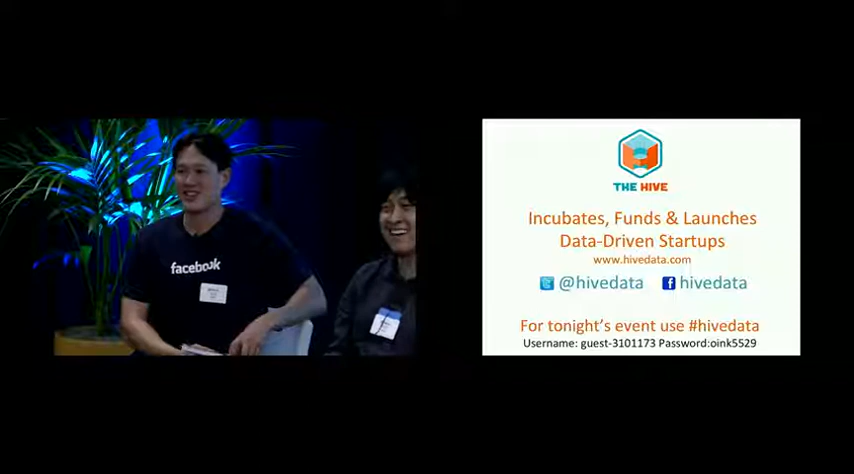 facebook
THE HIVE
Incubates, Funds & Launches
Data-Driven Startups
www.hivedata.com
@hivedata
hivedata
For tonight's event use #hivedata
Username: guest-3101173 Password:oink5529